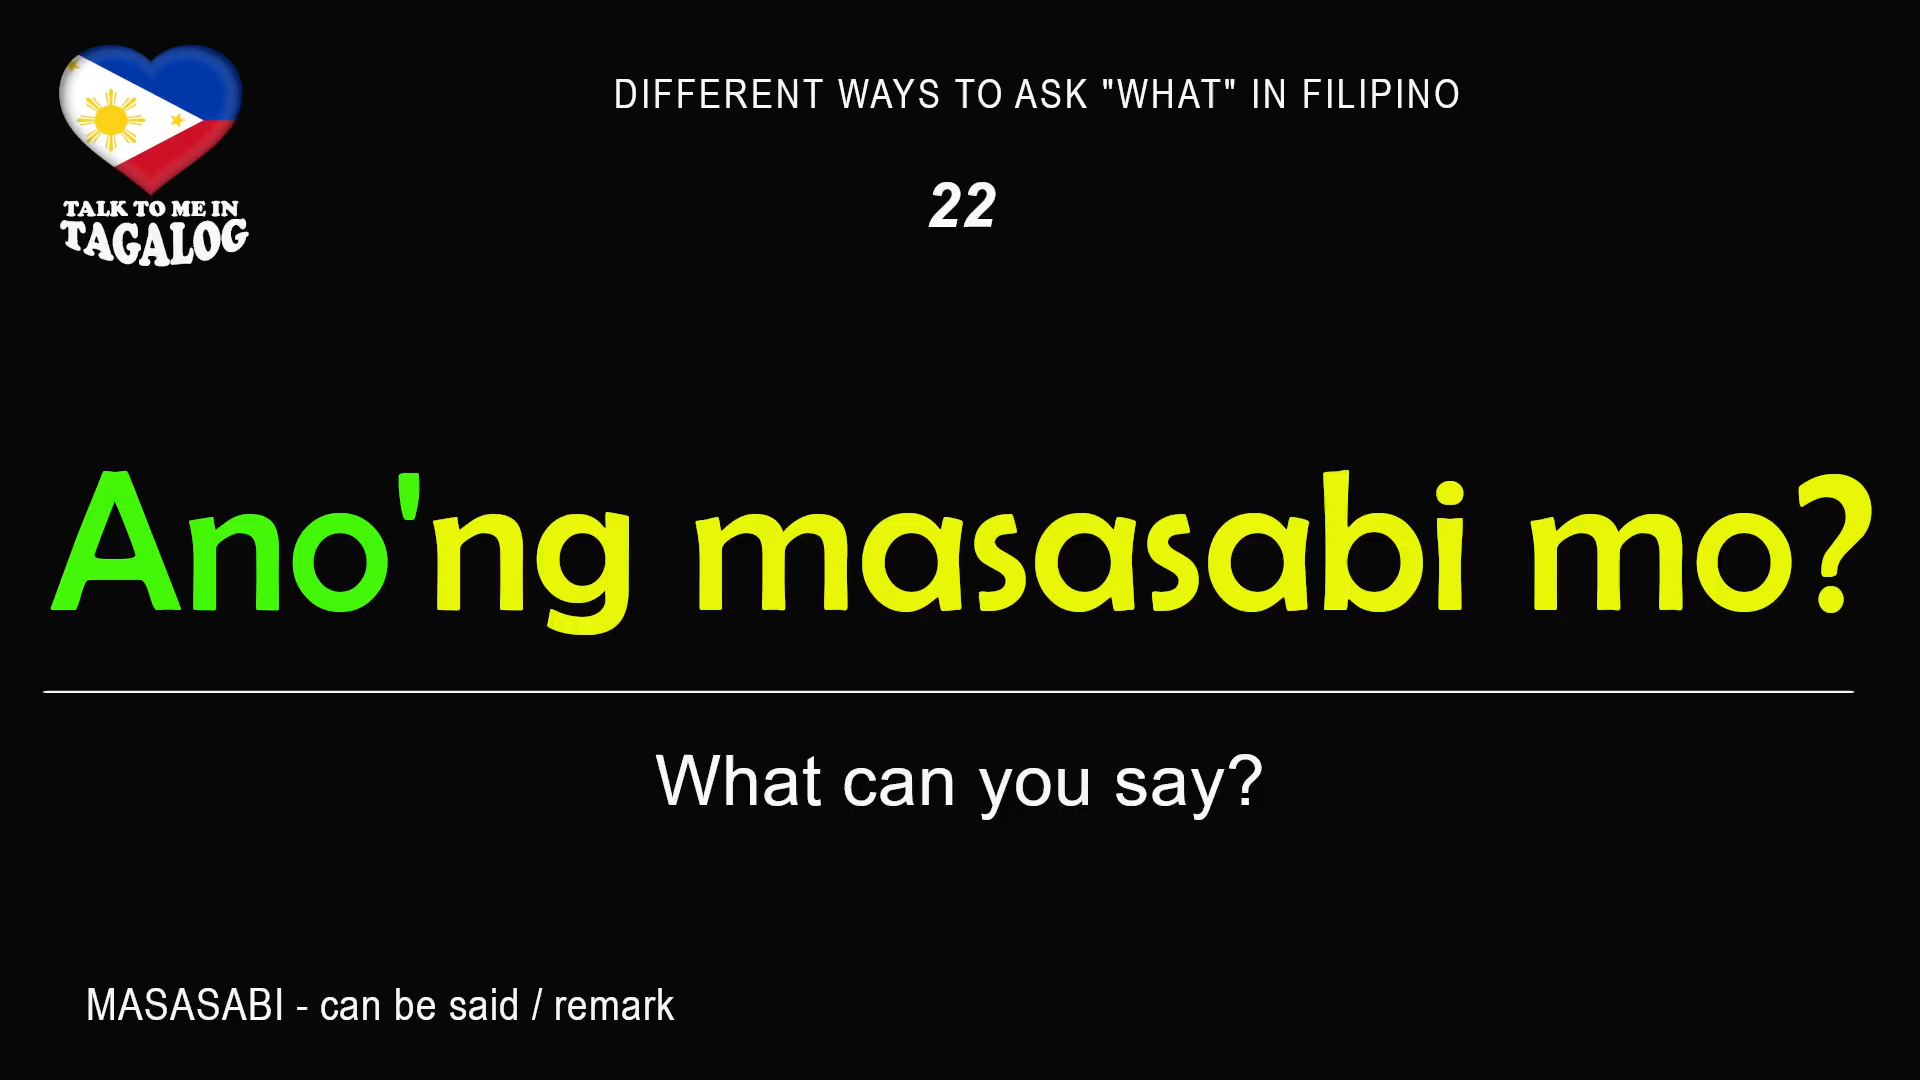 TALK TO ME IN
TAGALOG
DIFFERENT WAYS TO ASK "WHAT" IN FILIPINO
22
Ano'ng masasabi mo?
What can you say?
MASASABI - can be said / remark